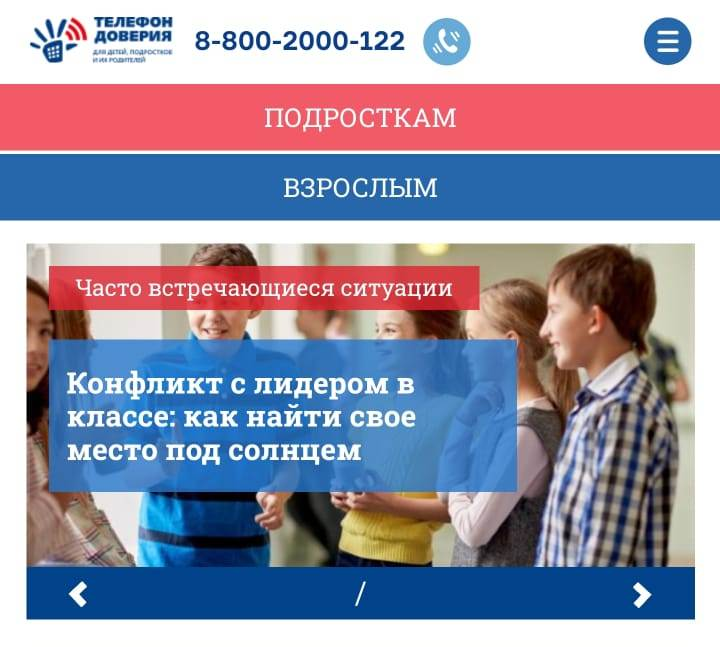 ТЕЛЕФОН
ДОВЕРИЯ
ДЛЯ ДЕТЕЙ, ПОДРОСТКОВ
И ИХ РОДИТЕЛЕЙ
8-800-2000-122
ПОДРОСТКАМ
ВЗРОСЛЫМ
Часто встречающиеся ситуации
Конфликт с лидером в
классе: как найти свое
место под солнцем
/